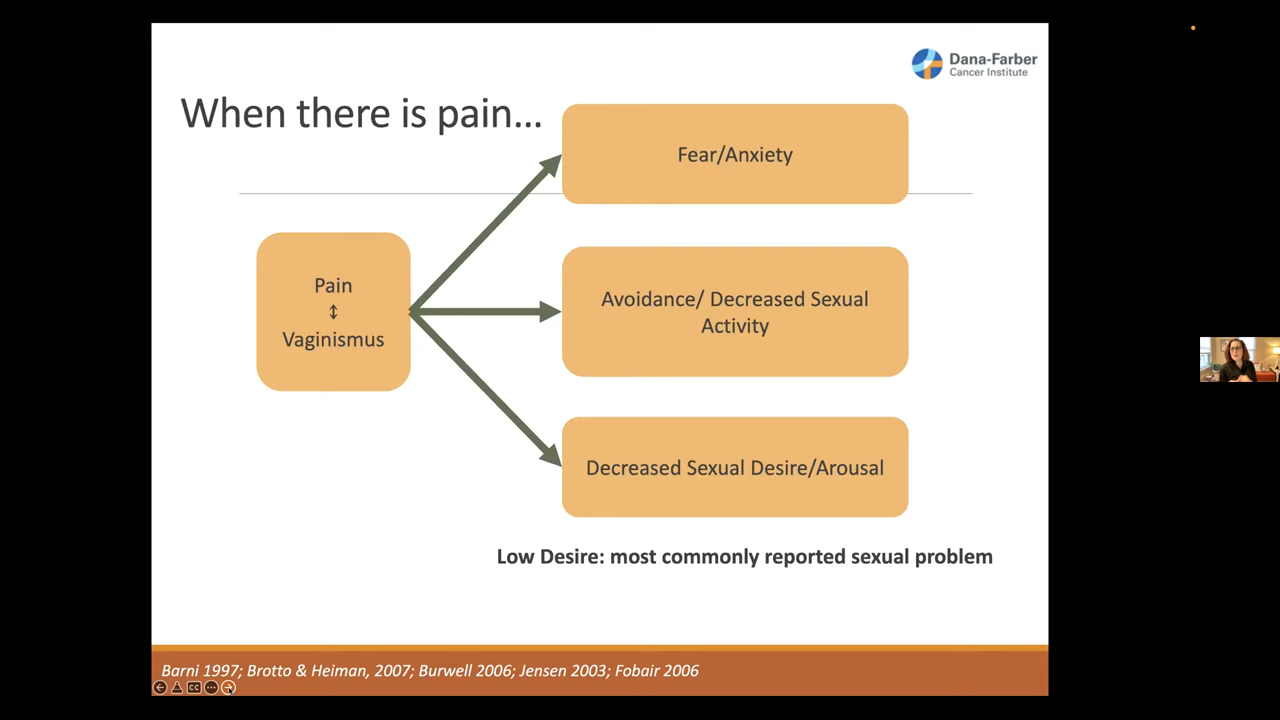 Dana-Farber
Cancer Institute
When there is pain...
Fear/Anxiety
Pain
↕
Vaginismus
Avoidance/ Decreased Sexual
Activity
Decreased Sexual Desire/Arousal
Low Desire: most commonly reported sexual problem
Barni 1997; Brotto & Heiman, 2007; Burwell 2006; Jensen 2003; Fobair 2006
CC